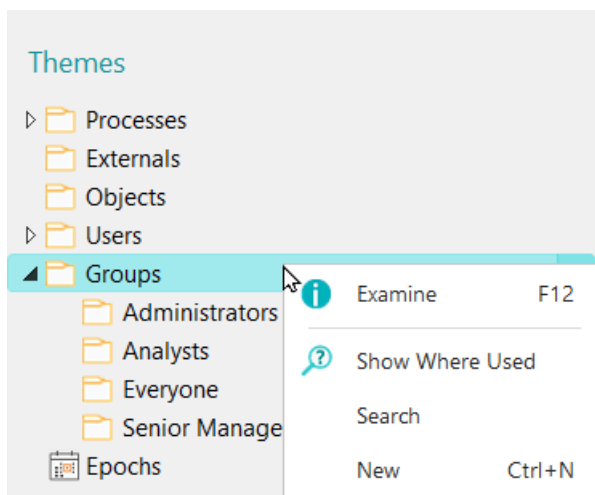 Themes
Processes
Externals
Objects
Users
Groups
Examine F12
Administrators
Analysts
Show Where Used
Everyone
Search
Senior Manage
Epochs
New Ctrl+N